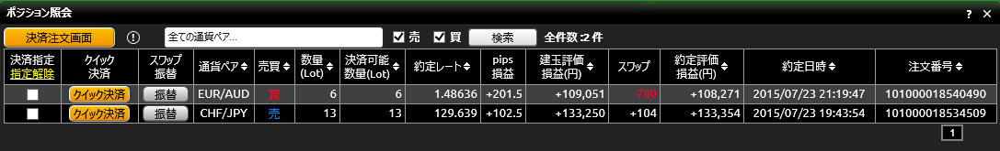 ポジション照会 ? ×
決済注文画面 ! 全ての通貨ペア... 売 買 検索 全件数:2 件
決済指定 指定解除 クイック 決済 スワップ 振替 通貨ペア 売買 数量 (Lot) 決済可能 数量(Lot) 約定レート pips 損益 建玉評価 損益(円) スワップ 約定評価 損益(円) 約定日時 注文番号
クイック決済 振替 EUR/AUD 買 6 6 1.48636 +201.5 +109,051 -780 +108,271 2015/07/23 21:19:47 101000018540490
クイック決済 振替 CHF/JPY 売 13 13 129.639 +102.5 +133,250 +104 +133,354 2015/07/23 19:43:54 101000018534509
1